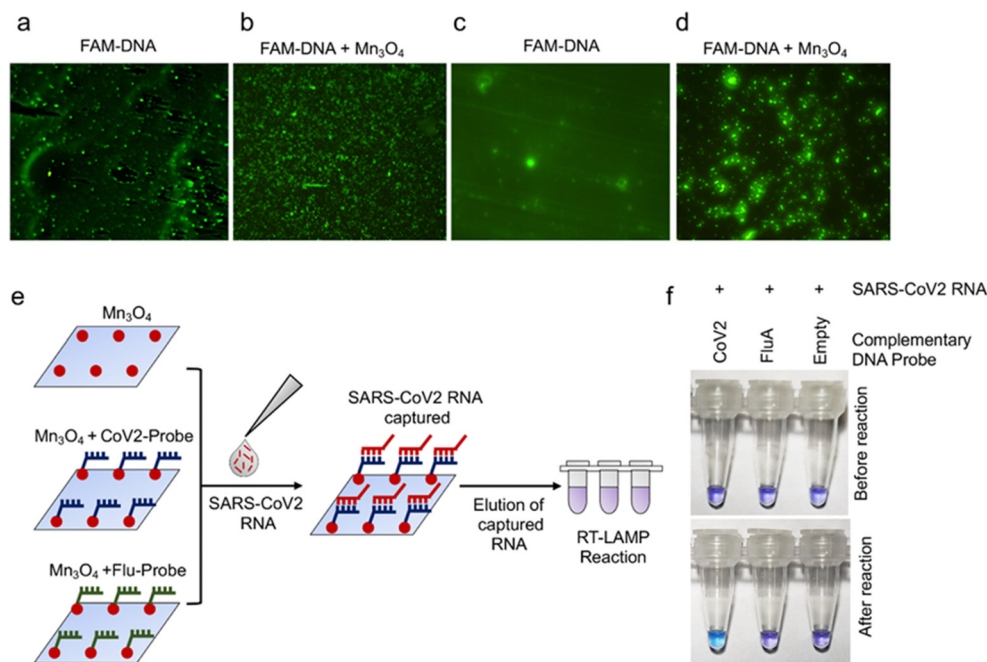 a
FAM-DNA
b
FAM-DNA + Mn₃O₄
c
FAM-DNA
d
FAM-DNA + Mn₃O₄
e
Mn₃O₄
Mn₃O₄ + CoV2-Probe
Mn₃O₄ +Flu-Probe
SARS-CoV2
RNA
SARS-CoV2 RNA
captured
Elution of
captured
RNA
RT-LAMP
Reaction
f
+ + + SARS-CoV2 RNA
CoV2 FluA Empty
Complementary
DNA Probe
Before reaction
After reaction